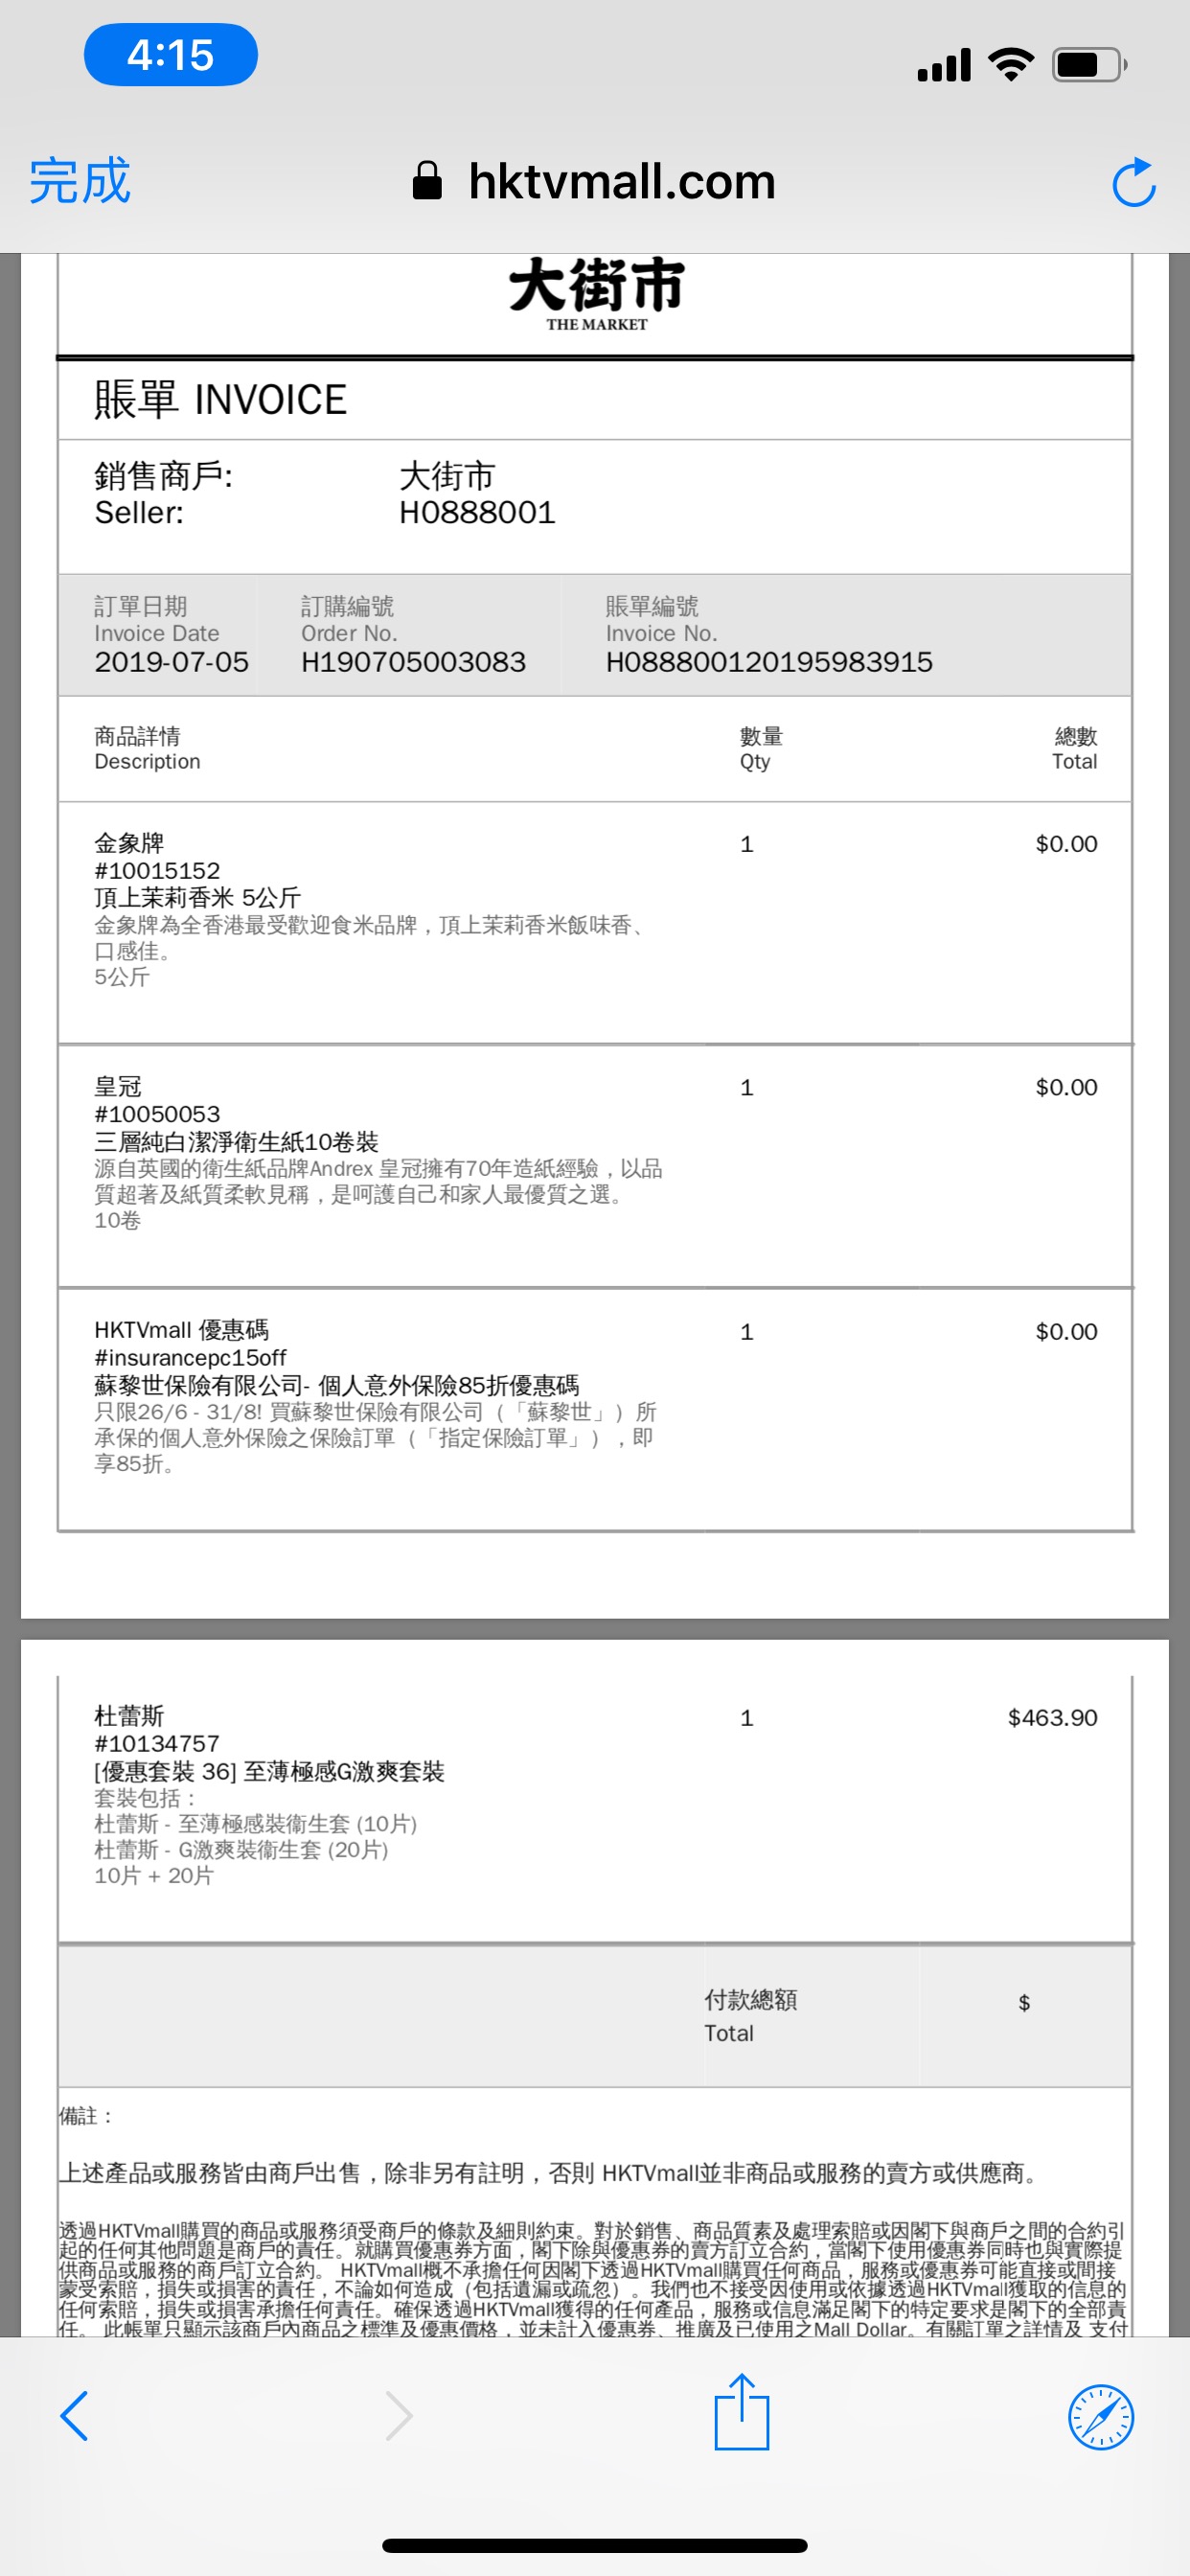 4:15
完成
hktvmall.com
大街市
THE MARKET
賬單 INVOICE
銷售商戶: 大街市
Seller: H0888001
訂單日期 訂購編號 賬單編號
Invoice Date Order No. Invoice No.
2019-07-05 H190705003083 H088800120195983915
商品詳情 數量 總數
Description Qty Total
金象牌 1 $0.00
#10015152
頂上茉莉香米 5公斤
金象牌為全香港最受歡迎食米品牌，頂上茉莉香米飯味香、
口感佳。
5公斤
皇冠 1 $0.00
#10050053
三層純白潔淨衛生紙10卷裝
源自英國的衛生紙品牌Andrex 皇冠擁有70年造紙經驗，以品
質超著及紙質柔軟見稱，是呵護自己和家人最優質之選。
10卷
HKTVmall 優惠碼 1 $0.00
#insurancepc15off
蘇黎世保險有限公司- 個人意外保險85折優惠碼
只限26/6 - 31/8! 買蘇黎世保險有限公司（「蘇黎世」）所
承保的個人意外保險之保險訂單（「指定保險訂單」），即
享85折。
杜蕾斯 1 $463.90
#10134757
[優惠套裝 36] 至薄極感G激爽套裝
套裝包括：
杜蕾斯 - 至薄極感裝衞生套 (10片)
杜蕾斯 - G激爽裝衞生套 (20片)
10片 + 20片
付款總額 $
Total
備註：
上述產品或服務皆由商戶出售，除非另有註明，否則 HKTVmall並非商品或服務的賣方或供應商。
透過HKTVmall購買的商品或服務須受商戶的條款及細則約束。對於銷售、商品質素及處理索賠或因閣下與商戶之間的合約引
起的任何其他問題是商戶的責任。就購買優惠券方面，閣下除與優惠券的賣方訂立合約，當閣下使用優惠券同時也與實際提
供商品或服務的商戶訂立合約。 HKTVmall概不承擔任何因閣下透過HKTVmall購買任何商品，服務或優惠券可能直接或間接
蒙受索賠，損失或損害的責任，不論如何造成（包括遺漏或疏忽）。我們也不接受因使用或依據透過HKTVmall獲取的信息的
任何索賠，損失或損害承擔任何責任。確保透過HKTVmall獲得的任何產品，服務或信息滿足閣下的特定要求是閣下的全部責
任。 此帳單只顯示該商戶內商品之標準及優惠價格，並未計入優惠券、推廣及已使用之Mall Dollar。有關訂單之詳情及 支付